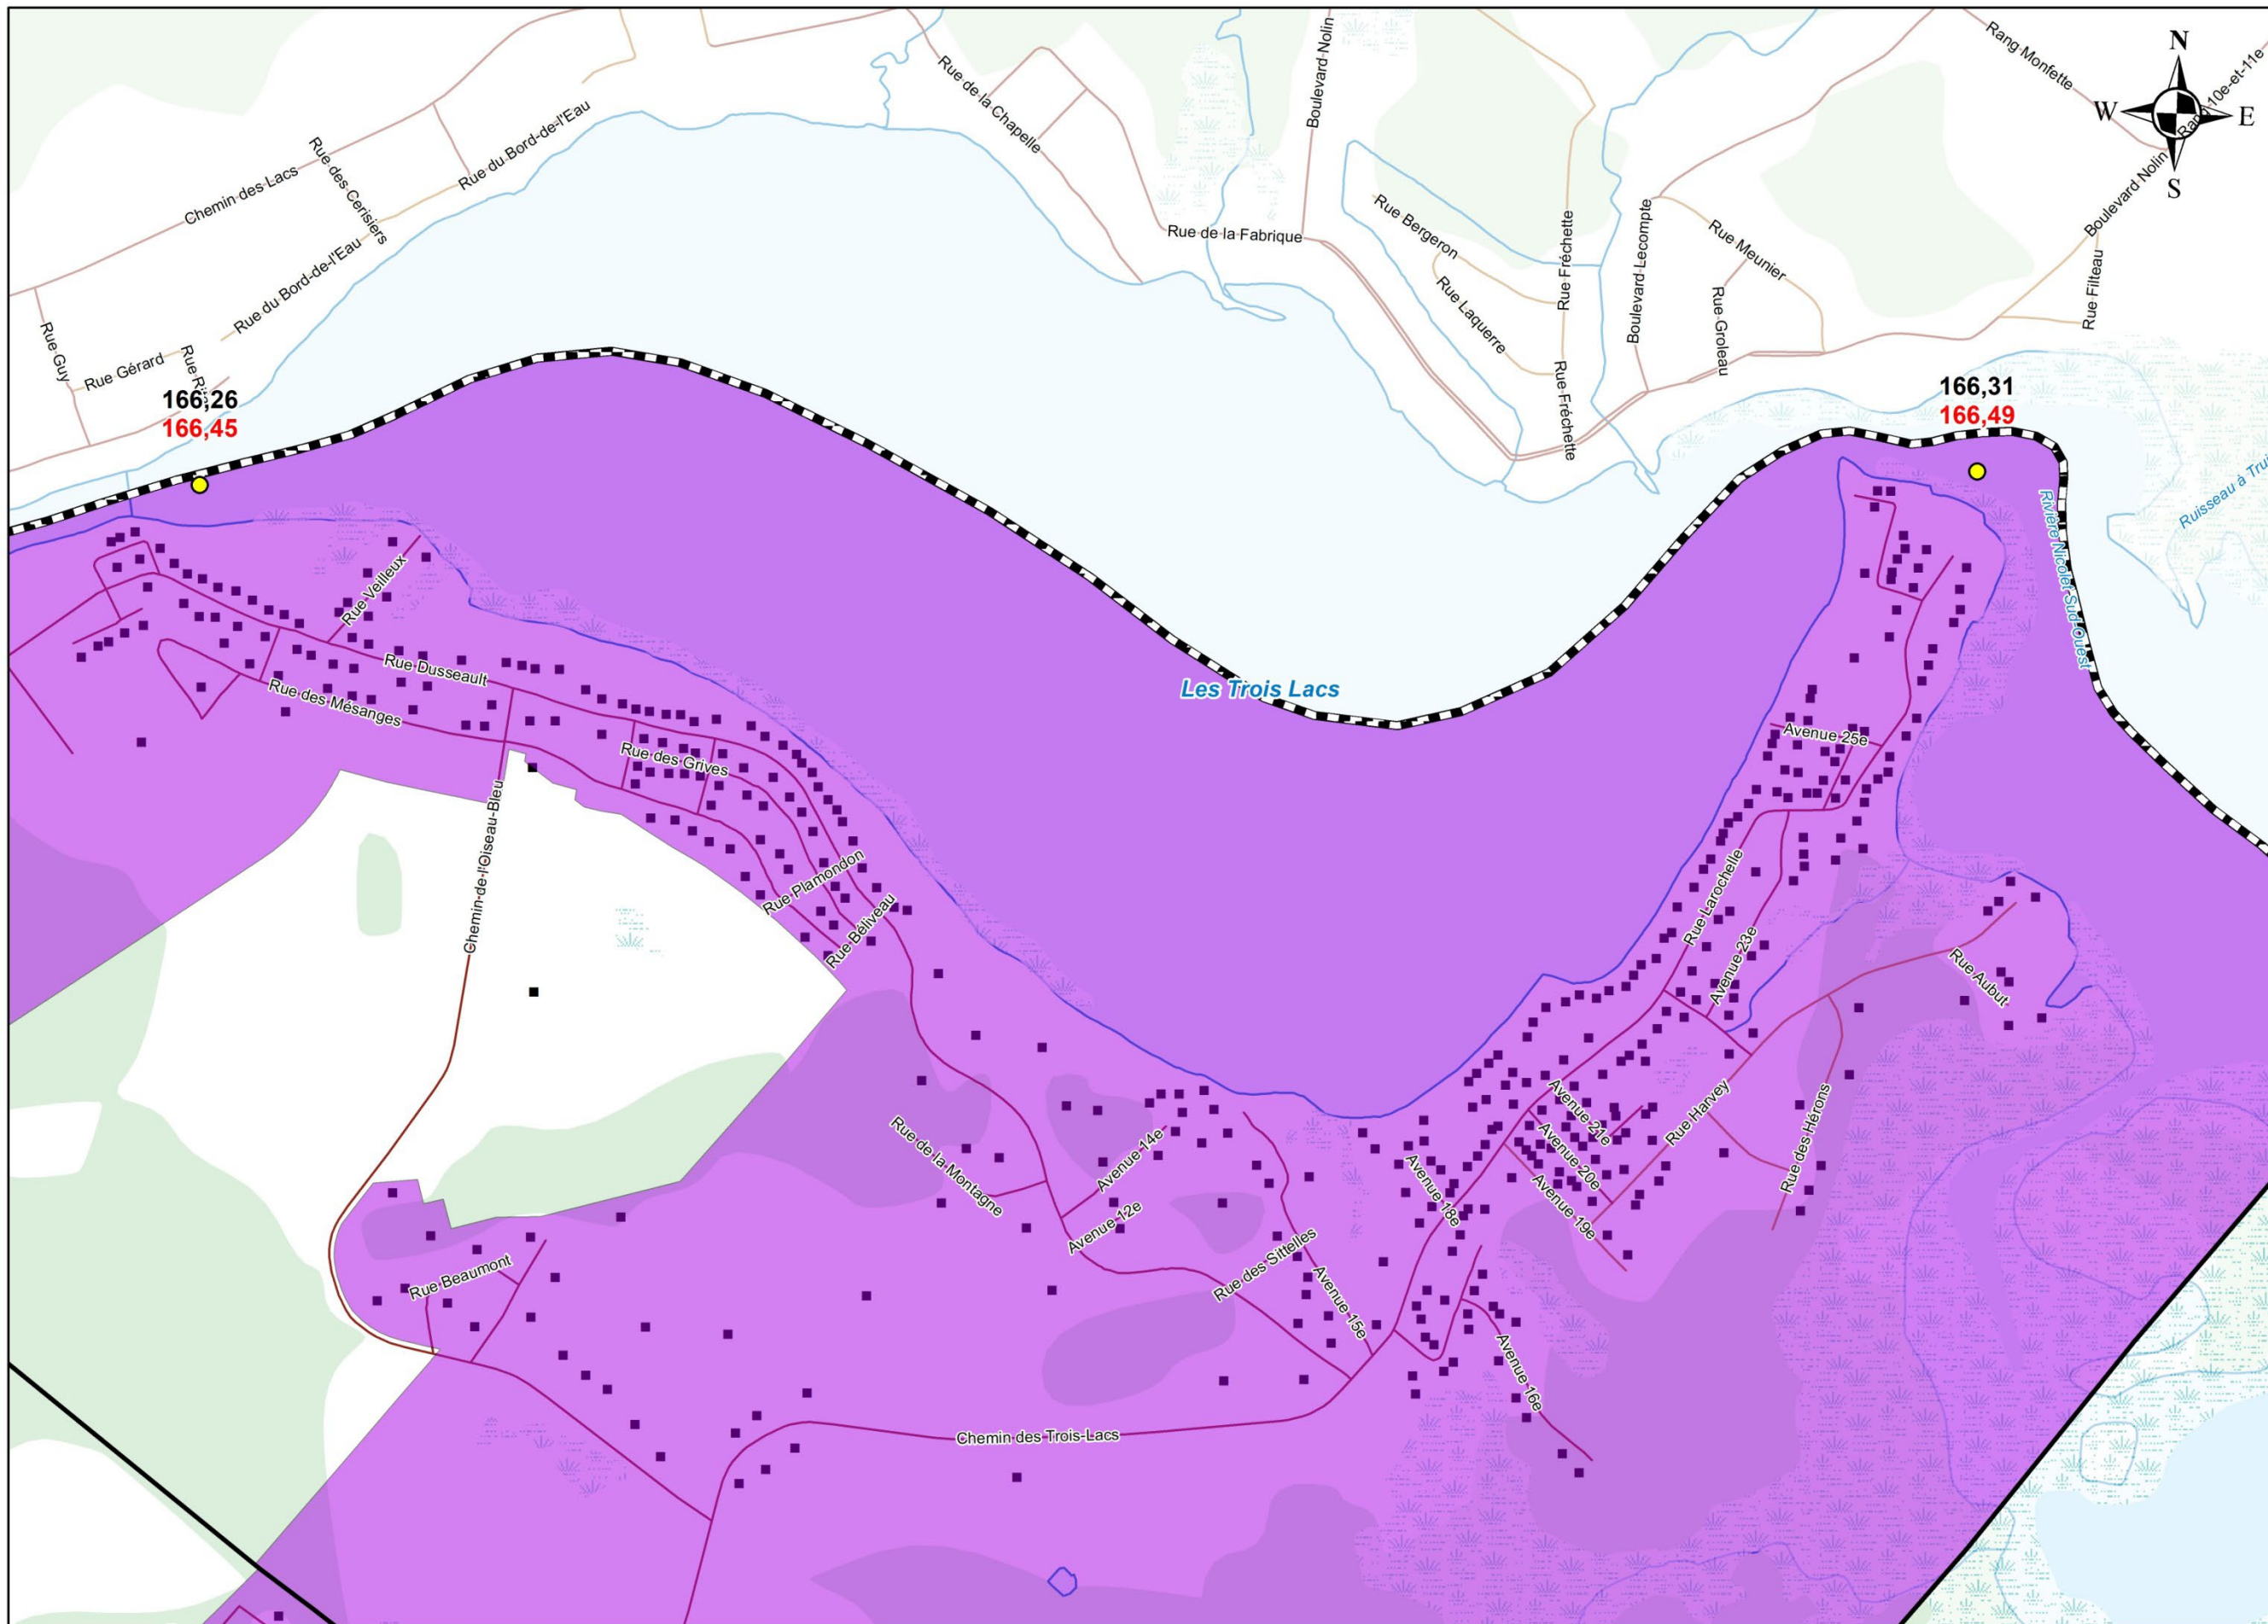 Rang Monfette
N
W
E
S
Rang 10e-et-11e
Boulevard Nolin
Rue de la Chapelle
Boulevard Nolin
Rue du Bord-de-l'Eau
Rue des Cerisiers
Chemin des Lacs
Rue du Bord-de-l'Eau
Rue de la Fabrique
Rue Bergeron
Rue Fréchette
Boulevard Lecompte
Rue Meunier
Rue Filteau
Rue Laquerre
Rue Groleau
Rue Guy
Rue Gérard
Rue
166,26
166,45
Rue Fréchette
166,31
166,49
Ruisseau à
Rivière Nicolet Sud-Ouest
Rue Veilleux
Rue Dusseault
Rue des Mésanges
Les Trois Lacs
Rue des Grives
Avenue 25e
Chemin-de-l'Oiseau-Bleu
Rue Plamondon
Rue Béliveau
Rue Larochelle
Avenue 23e
Rue Aubut
Avenue 21e
Rue Harvey
Rue des Hérons
Avenue 20e
Avenue 19e
Avenue 18e
Rue de la Montagne
Avenue 14e
Avenue 12e
Rue des Sittelles
Avenue 15e
Rue Beaumont
Avenue 16e
Chemin des Trois-Lacs